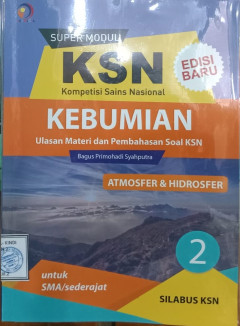 SUPER MODUL
KSN
EDISI
BARU
Kompetisi Sains Nasional
KEBUMIAN
Ulasan Materi dan Pembahasan Soal KSN
Bagus Primohadi Syahputra
ATMOSFER & HIDROSFER
2
untuk
SMA/sederajat
SILABUS KSN